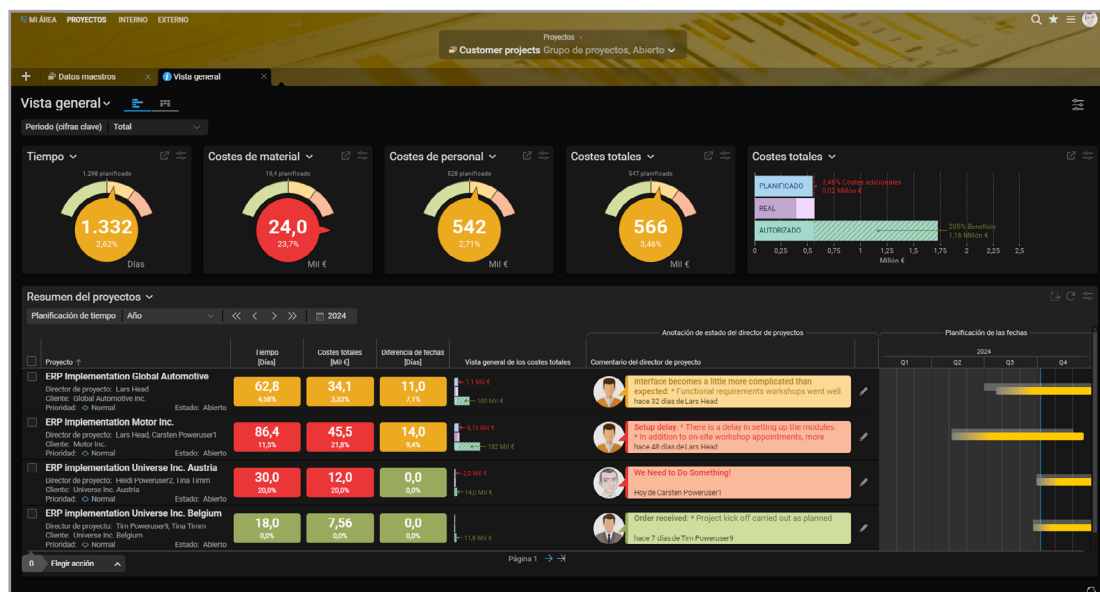 MI ÁREA PROYECTOS INTERNO EXTERNO
Proyectos ›
Customer projects Grupo de proyectos, Abierto
+ Datos maestros × Vista general ×
Vista general
Periodo (cifras clave) Total
Tiempo
1.298 planificado
1.332
2,62%
Días
Costes de material
19,4 planificado
24,0
23,7%
Mil €
Costes de personal
528 planificado
542
2,71%
Mil €
Costes totales
547 planificado
566
3,46%
Mil €
Costes totales
PLANIFICADO
3,46% Costes adicionales
0,02 Millón €
REAL
AUTORIZADO
205% Beneficio
1,16 Millón €
0 0,25 0,5 0,75 1 1,25 1,5 1,75 2 2,25 2,5
Millón €
Resumen del proyectos
Planificación de tiempo Año 2024
Anotación de estado del director de proyectos Planificación de las fechas
2024
Proyecto ↑ Tiempo [Días] Costes totales [Mil €] Diferencia de fechas [Días] Vista general de los costes totales Comentario del director de proyecto Q1 Q2 Q3 Q4
ERP Implementation Global Automotive
Director de proyecto: Lars Head
Cliente: Global Automotive Inc.
Prioridad: Normal Estado: Abierto
62,8 34,1 11,0
4,58% 3,33% 7,1%
1,1 Mil €
100 Mil €
Interface becomes a little more complicated than
expected: * Functional requirements workshops went well
hace 32 días de Lars Head
ERP Implementation Motor Inc.
Director de proyecto: Lars Head, Carsten Poweruser1
Cliente: Motor Inc.
Prioridad: Normal Estado: Abierto
86,4 45,5 14,0
11,5% 21,8% 9,4%
8,15 Mil €
182 Mil €
Setup delay: * There is a delay in setting up the modules.
* In addition to on-site workshop appointments, more
hace 48 días de Lars Head
ERP implementation Universe Inc. Austria
Director de proyecto: Heidi Poweruser2, Tina Timm
Cliente: Universe Inc. Austria
Prioridad: Normal Estado: Abierto
30,0 12,0 0,0
20,0% 20,0% 0,0%
2,0 Mil €
14,0 Mil €
We Need to Do Something!
Hoy de Carsten Poweruser1
ERP implementation Universe Inc. Belgium
Director de proyecto: Tim Poweruser9, Tina Timm
Cliente: Universe Inc. Belgium
Prioridad: Normal Estado: Abierto
18,0 7,56 0,0
0,0% 0,0% 0,0%
11,8 Mil €
Order received: * Project kick off carried out as planned
hace 7 días de Tim Poweruser9
0 Elegir acción
Página 1